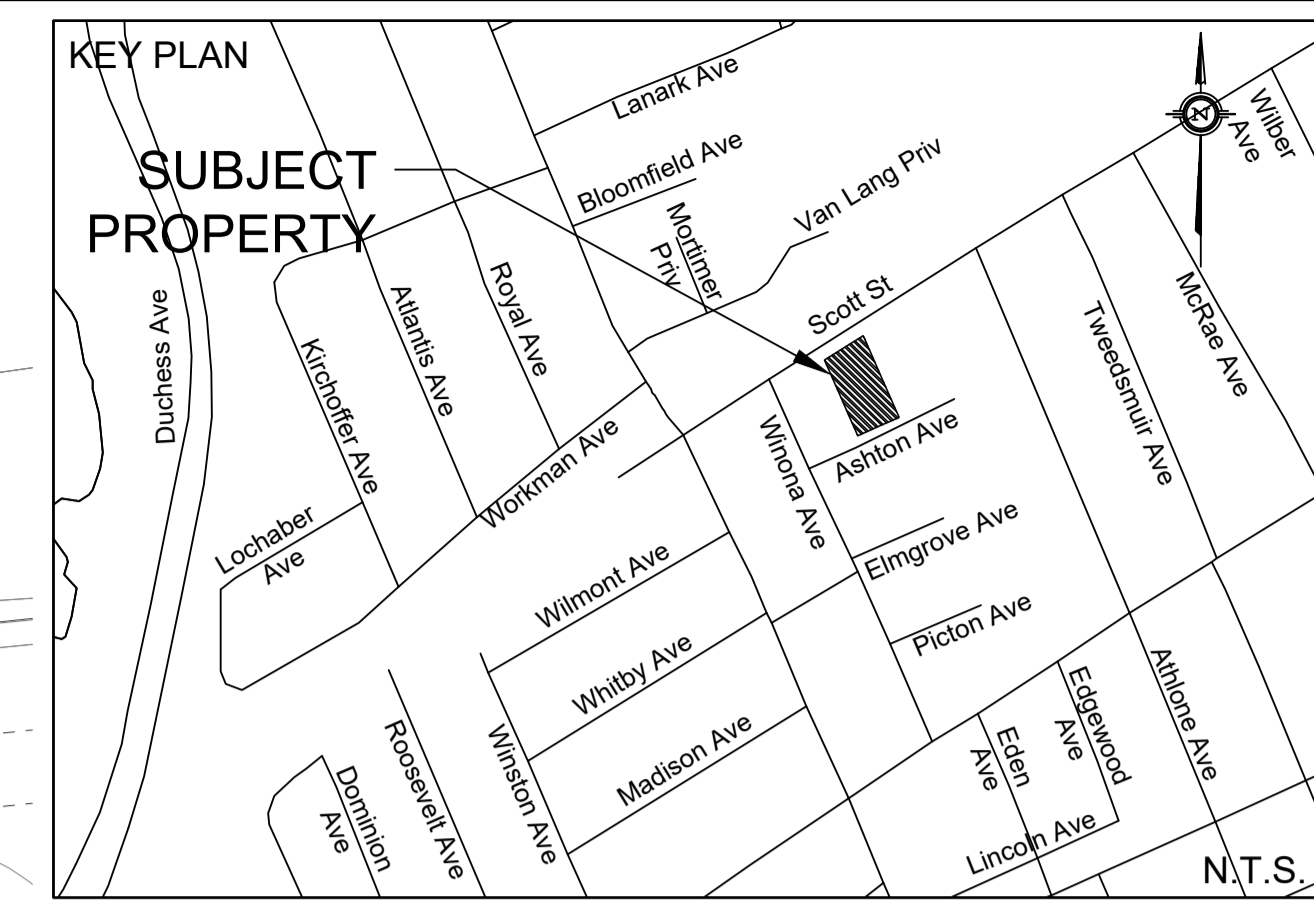 KEY PLAN
Lanark Ave
Wilber
Ave
SUBJECT
PROPERTY
Bloomfield Ave
Van Lang Priv
Mortimer
Priv
N
Scott St
Duchess Ave
Kirchoffer Ave
Atlantis Ave
Royal Ave
Tweedsmuir Ave
McRae Ave
Winona Ave
Ashton Ave
Workman Ave
Lochaber
Ave
Elmgrove Ave
Wilmont Ave
Picton Ave
Whitby Ave
Madison Ave
Roosevelt Ave
Winston Ave
Dominion
Ave
Eden
Ave
Edgewood
Ave
Athlone Ave
Lincoln Ave
N.T.S.